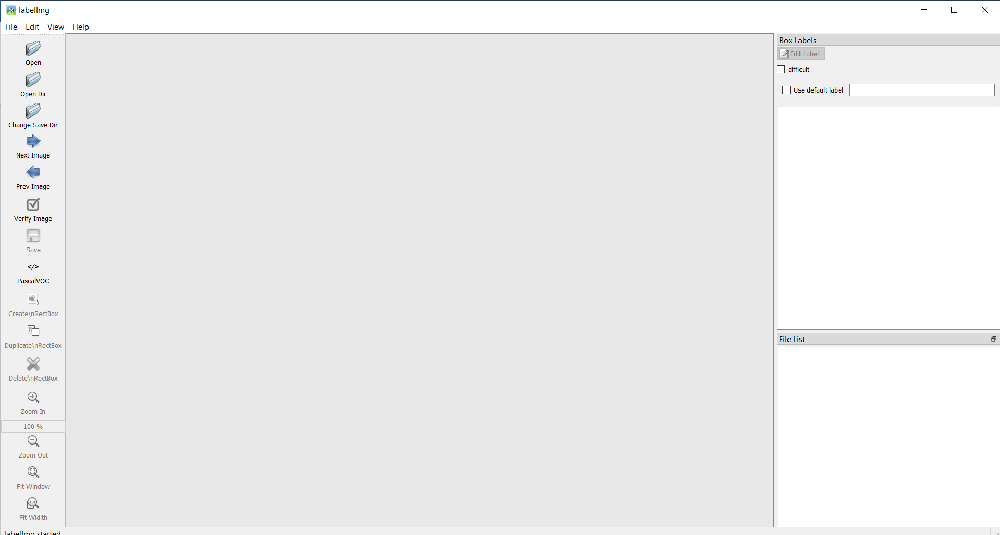 labelImg
File Edit View Help
Open
Open Dir
Change Save Dir
Next Image
Prev Image
Verify Image
Save
</>
PascalVOC
Create\nRectBox
Duplicate\nRectBox
Delete\nRectBox
Zoom In
100 %
Zoom Out
Fit Window
Fit Widith
Box Labels
Edit Label
difficult
Use default label
File List
labelImg started